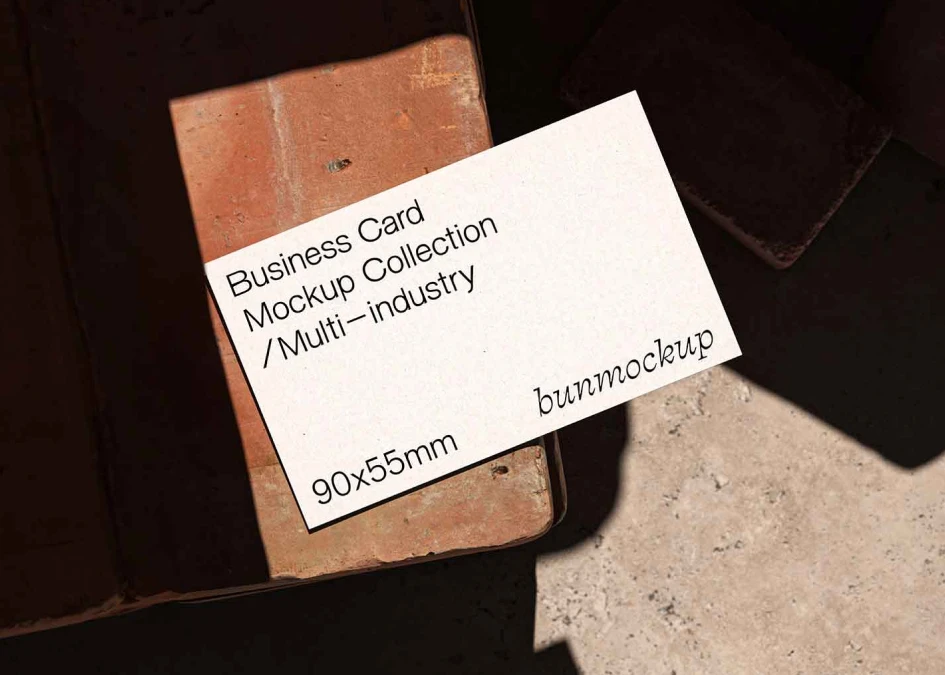 Business Card
Mockup Collection
/Multi—industry
90x55mm
bunmockup